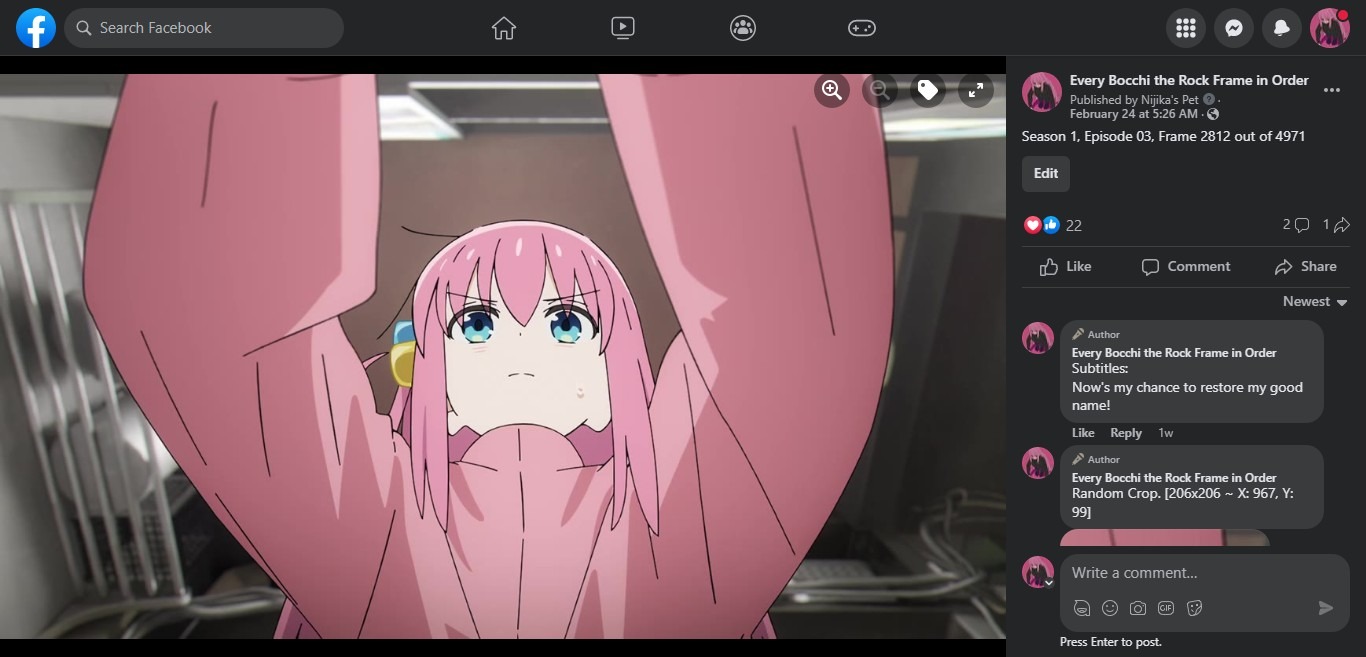 Search Facebook
Every Bocchi the Rock Frame in Order
Published by Nijika's Pet ·
February 24 at 5:26 AM ·
Season 1, Episode 03, Frame 2812 out of 4971
Edit
22
2
1
Like
Comment
Share
Newest
Author
Every Bocchi the Rock Frame in Order
Subtitles:
Now's my chance to restore my good
name!
Like Reply 1w
Author
Every Bocchi the Rock Frame in Order
Random Crop. [206x206 ~ X: 967, Y:
99]
Write a comment...
GIF
Press Enter to post.